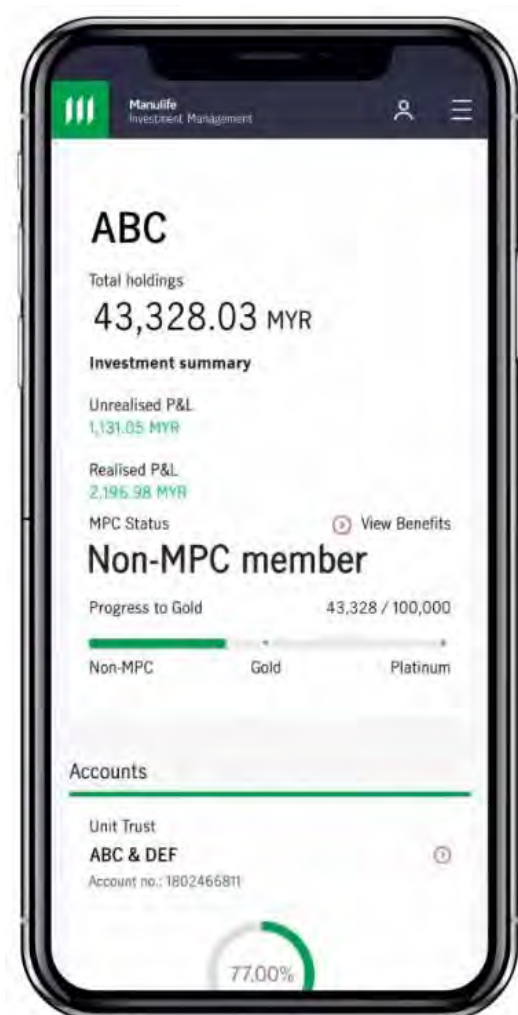 Manulife
Investment Management
ABC
Total holdings
43,328.03 MYR
Investment summary
Unrealised P&L
1,131.05 MYR
Realised P&L
2,196.98 MYR
MPC Status View Benefits
Non-MPC member
Progress to Gold 43,328 / 100,000
Non-MPC Gold Platinum
Accounts
Unit Trust
ABC & DEF
Account no.: 1802466811
77.00%